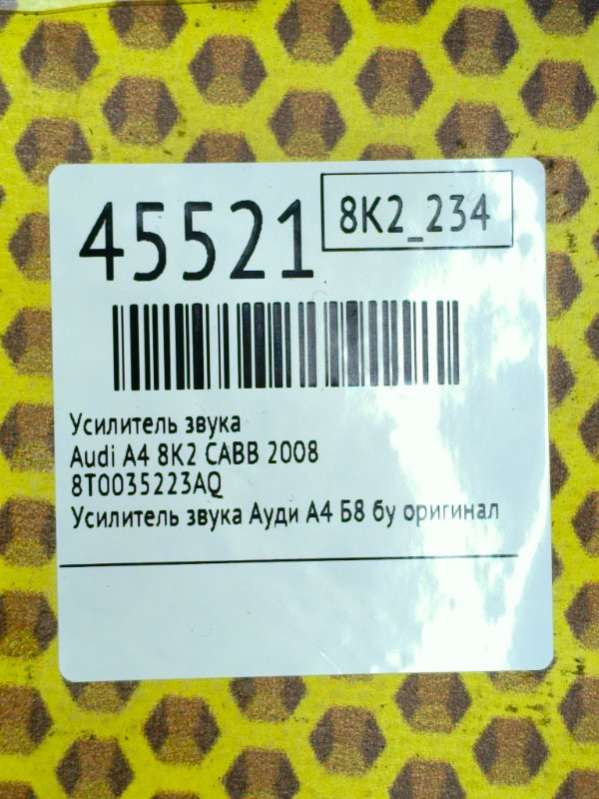 45521
8K2_234
Усилитель звука
Audi A4 8K2 CABB 2008
8T0035223AQ
Усилитель звука Ауди А4 Б8 бу оригинал